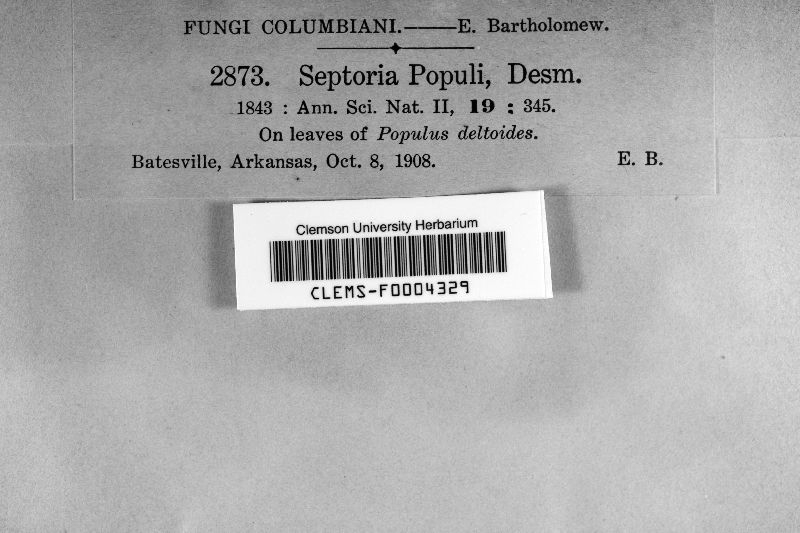 FUNGI COLUMBIANI.——E. Bartholomew.
2873. Septoria Populi, Desm.
1843 : Ann. Sci. Nat. II, 19 : 345.
On leaves of Populus deltoides.
Batesville, Arkansas, Oct. 8, 1908. E. B.
Clemson University Herbarium
CLEMS-F0004329